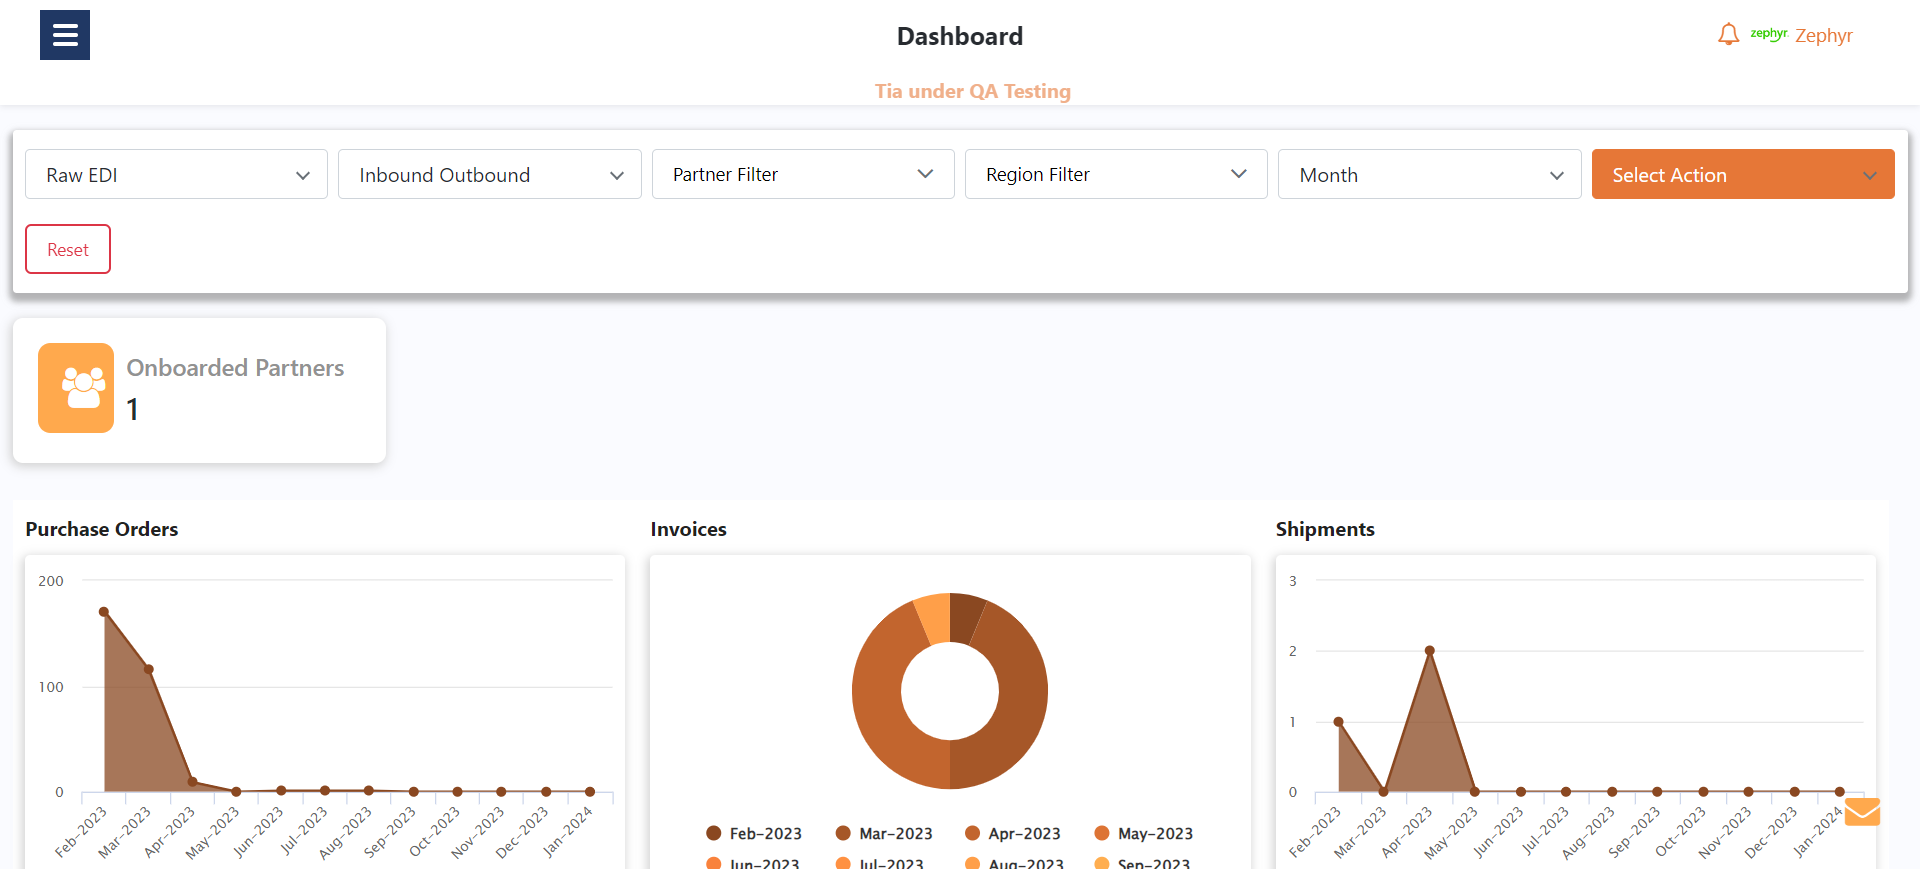 Dashboard
zephyr Zephyr
Tia under QA Testing
Raw EDI Inbound Outbound Partner Filter Region Filter Month Select Action
Reset
Onboarded Partners
1
Purchase Orders
200
100
0
Feb-2023 Mar-2023 Apr-2023 May-2023 Jun-2023 Jul-2023 Aug-2023 Sep-2023 Oct-2023 Nov-2023 Dec-2023 Jan-2024
Invoices
Feb-2023 Mar-2023 Apr-2023 May-2023
Jun-2023 Jul-2023 Aug-2023 Sep-2023
Shipments
3
2
1
0
Feb-2023 Mar-2023 Apr-2023 May-2023 Jun-2023 Jul-2023 Aug-2023 Sep-2023 Oct-2023 Nov-2023 Dec-2023 Jan-2024